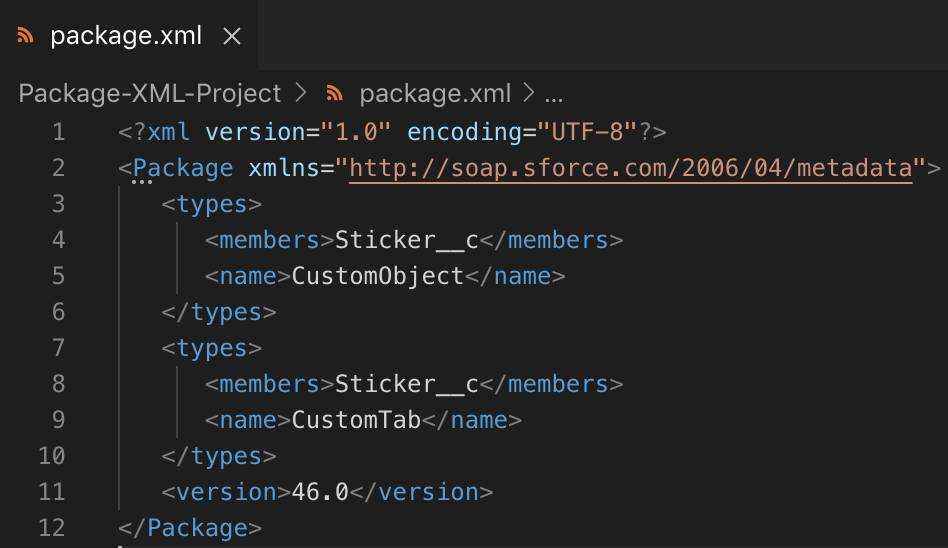 package.xml
Package-XML-Project > package.xml > ...
1 <?xml version="1.0" encoding="UTF-8"?>
2 <Package xmlns="http://soap.sforce.com/2006/04/metadata">
3 <types>
4 <members>Sticker__c</members>
5 <name>CustomObject</name>
6 </types>
7 <types>
8 <members>Sticker__c</members>
9 <name>CustomTab</name>
10 </types>
11 <version>46.0</version>
12 </Package>